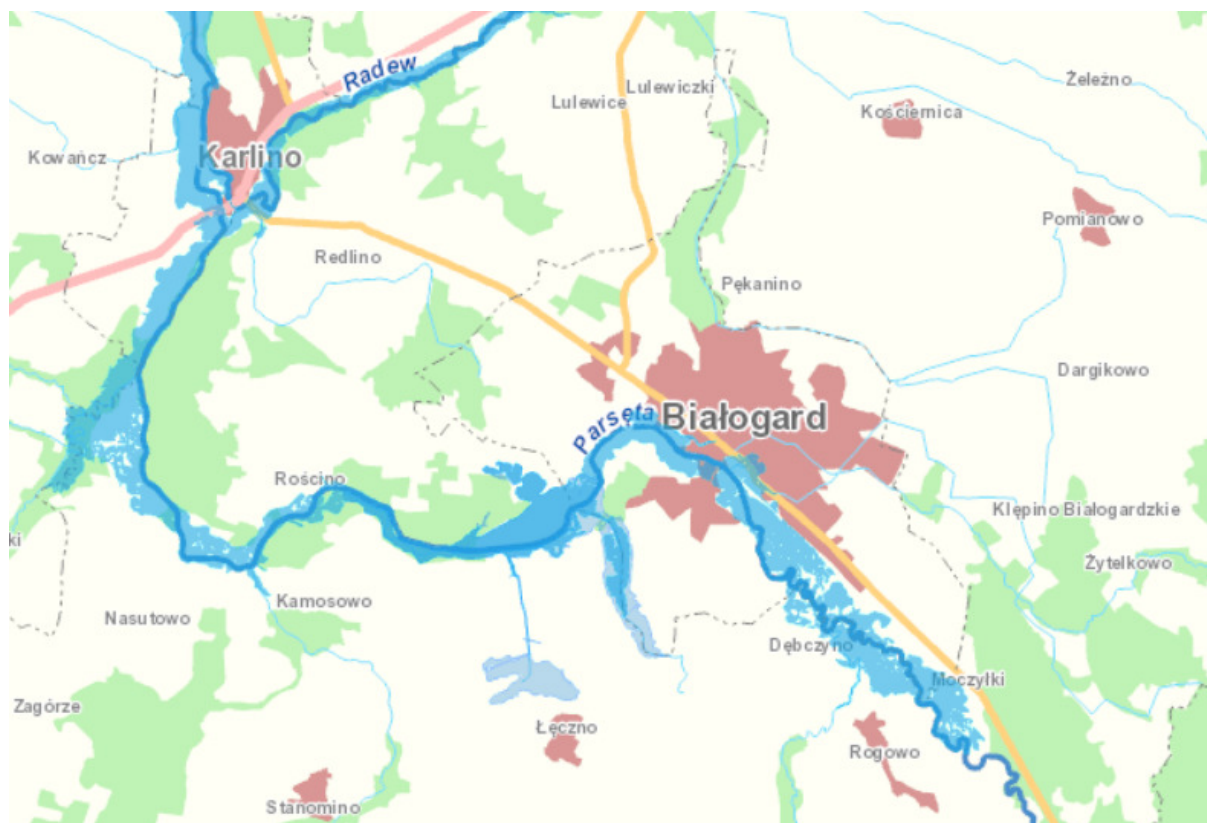 Radew
Lulewiczki
Lulewice
Żeleźno
Kościernica
Kowańcz
Karlino
Pomianowo
Redlino
Pękanino
Dargikowo
Parsęta
Białogard
Rościno
Klępino Białogardzkie
ki
Żytelkowo
Kamosowo
Nasutowo
Dębczyno
Moczyłki
Zagórze
Łęczno
Rogowo
Stanomino